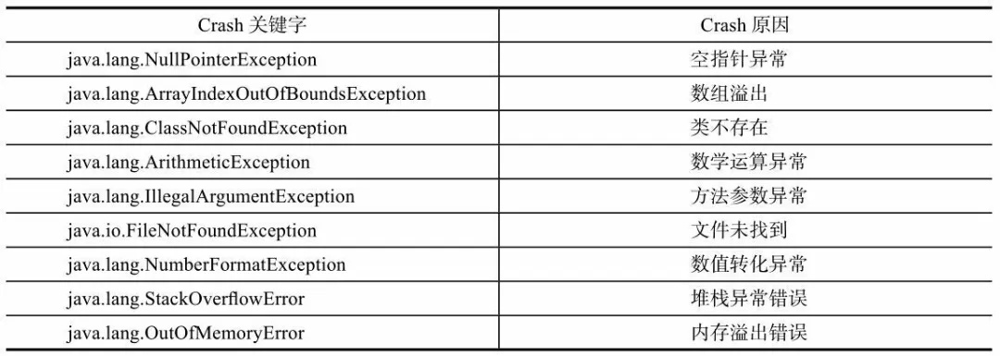 Crash 关键字 Crash 原因
java.lang.NullPointerException 空指针异常
java.lang.ArrayIndexOutOfBoundsException 数组溢出
java.lang.ClassNotFoundException 类不存在
java.lang.ArithmeticException 数学运算异常
java.lang.IllegalArgumentException 方法参数异常
java.io.FileNotFoundException 文件未找到
java.lang.NumberFormatException 数值转化异常
java.lang.StackOverflowError 堆栈异常错误
java.lang.OutOfMemoryError 内存溢出错误